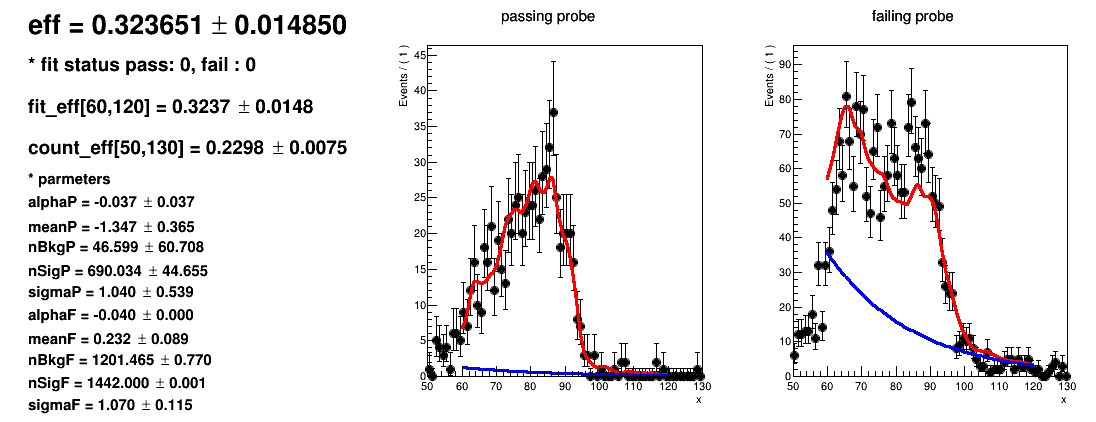 eff = 0.323651 ± 0.014850
* fit status pass: 0, fail : 0
fit_eff[60,120] = 0.3237 ± 0.0148
count_eff[50,130] = 0.2298 ± 0.0075
* parmeters
alphaP = -0.037 ± 0.037
meanP = -1.347 ± 0.365
nBkgP = 46.599 ± 60.708
nSigP = 690.034 ± 44.655
sigmaP = 1.040 ± 0.539
alphaF = -0.040 ± 0.000
meanF = 0.232 ± 0.089
nBkgF = 1201.465 ± 0.770
nSigF = 1442.000 ± 0.001
sigmaF = 1.070 ± 0.115
passing probe
Events / ( 1 )
45
40
35
30
25
20
15
10
5
0
50 60 70 80 90 100 110 120 130
x
failing probe
Events / ( 1 )
90
80
70
60
50
40
30
20
10
0
50 60 70 80 90 100 110 120 130
x